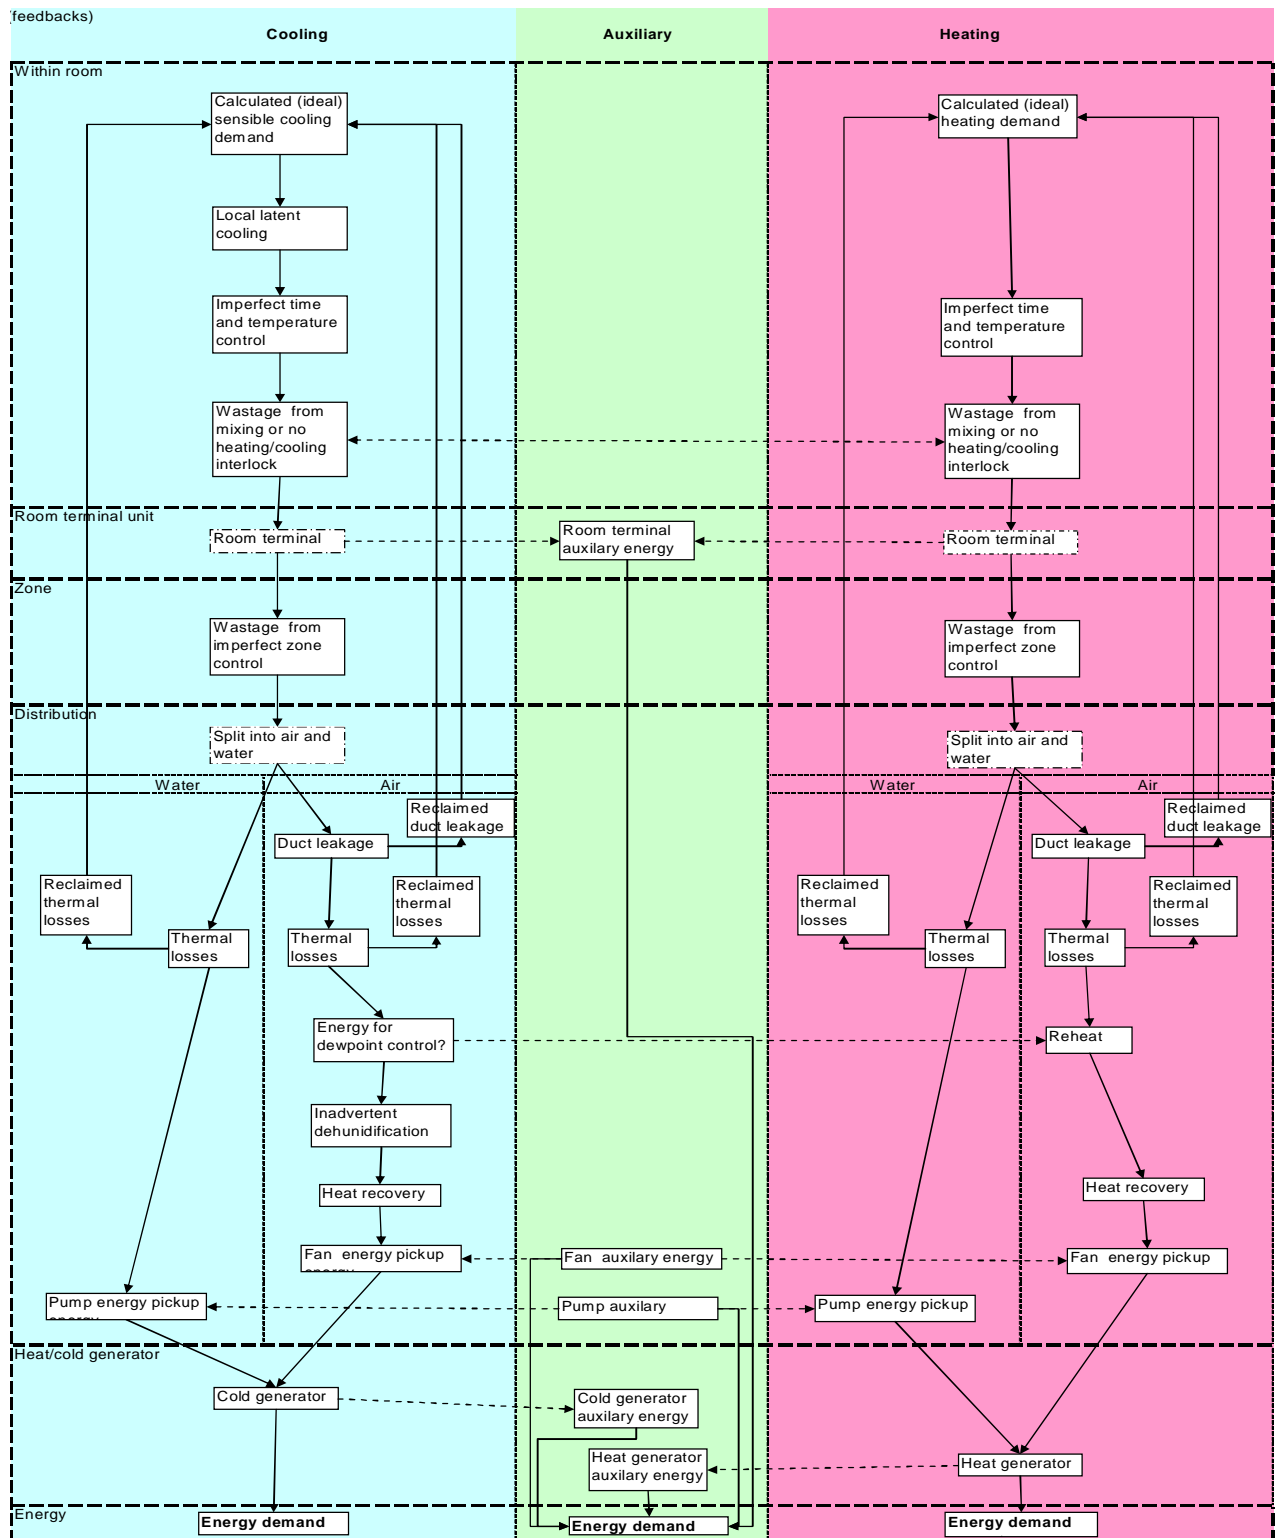 (feedbacks)
Cooling
Auxiliary
Heating
Within room
Calculated (ideal)
sensible cooling
demand
Calculated (ideal)
heating demand
Local latent
cooling
Imperfect time
and temperature
control
Imperfect time
and temperature
control
Wastage from
mixing or no
heating/cooling
interlock
Wastage from
mixing or no
heating/cooling
interlock
Room terminal unit
Room terminal
Room terminal
auxilary energy
Room terminal
Zone
Wastage from
imperfect zone
control
Wastage from
imperfect zone
control
Distribution
Split into air and
water
Split into air and
water
Water
Air
Water
Air
Reclaimed
duct leakage
Reclaimed
duct leakage
Duct leakage
Duct leakage
Reclaimed
thermal
losses
Reclaimed
thermal
losses
Reclaimed
thermal
losses
Reclaimed
thermal
losses
Thermal
losses
Thermal
losses
Thermal
losses
Thermal
losses
Energy for
dewpoint control?
Reheat
Inadvertent
dehunidification
Heat recovery
Heat recovery
Fan energy pickup
energy
Fan auxilary energy
Fan energy pickup
Pump energy pickup
energy
Pump auxilary
Pump energy pickup
Heat/cold generator
Cold generator
Cold generator
auxilary energy
Heat generator
auxilary energy
Heat generator
Energy
Energy demand
Energy demand
Energy demand